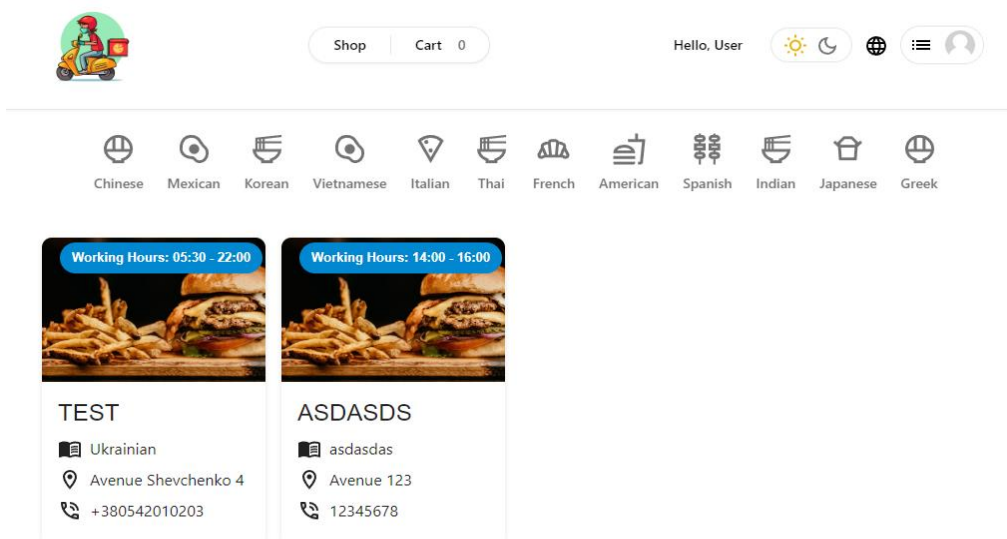 Shop Cart 0 Hello, User
Chinese Mexican Korean Vietnamese Italian Thai French American Spanish Indian Japanese Greek
Working Hours: 05:30 - 22:00
TEST
Ukrainian
Avenue Shevchenko 4
+380542010203
Working Hours: 14:00 - 16:00
ASDASDS
asdasdas
Avenue 123
12345678